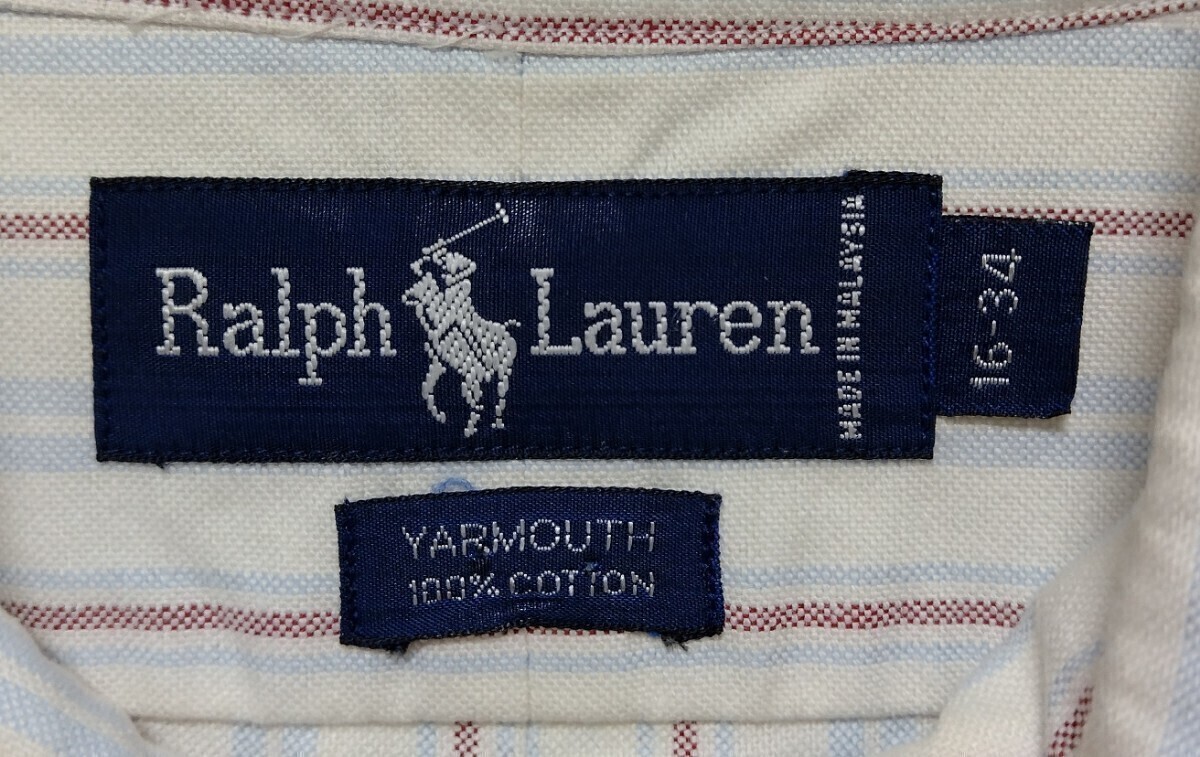 Ralph Lauren
MADE IN MALAYSIA
16-34
YARMOUTH
100% COTTON